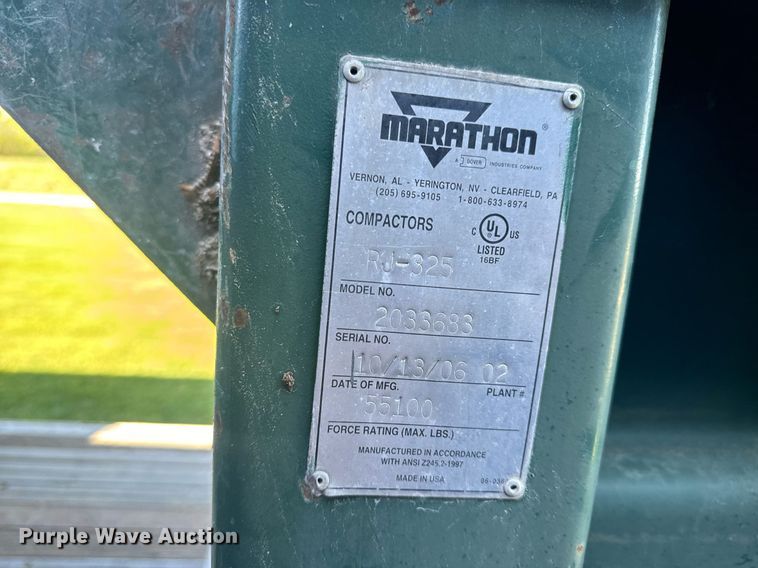 MARATHON®
A DOVER INDUSTRIES COMPANY
VERNON, AL - YERINGTON, NV - CLEARFIELD, PA
(205) 695-9105 1-800-633-8974
COMPACTORS
C UL US
LISTED
16BF
RJ-325
MODEL NO.
2033683
SERIAL NO.
10/13/06 02
DATE OF MFG. PLANT #
55100
FORCE RATING (MAX. LBS.)
MANUFACTURED IN ACCORDANCE
WITH ANSI Z245.2-1997
MADE IN USA
Purple Wave Auction